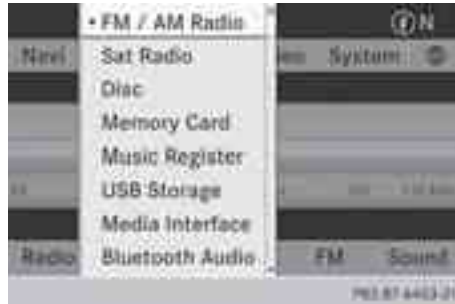 • FM / AM Radio
N
Navi
System
Sat Radio
Disc
Memory Card
Music Register
USB Storage
Media Interface
Radio
Bluetooth Audio
FM
Sound